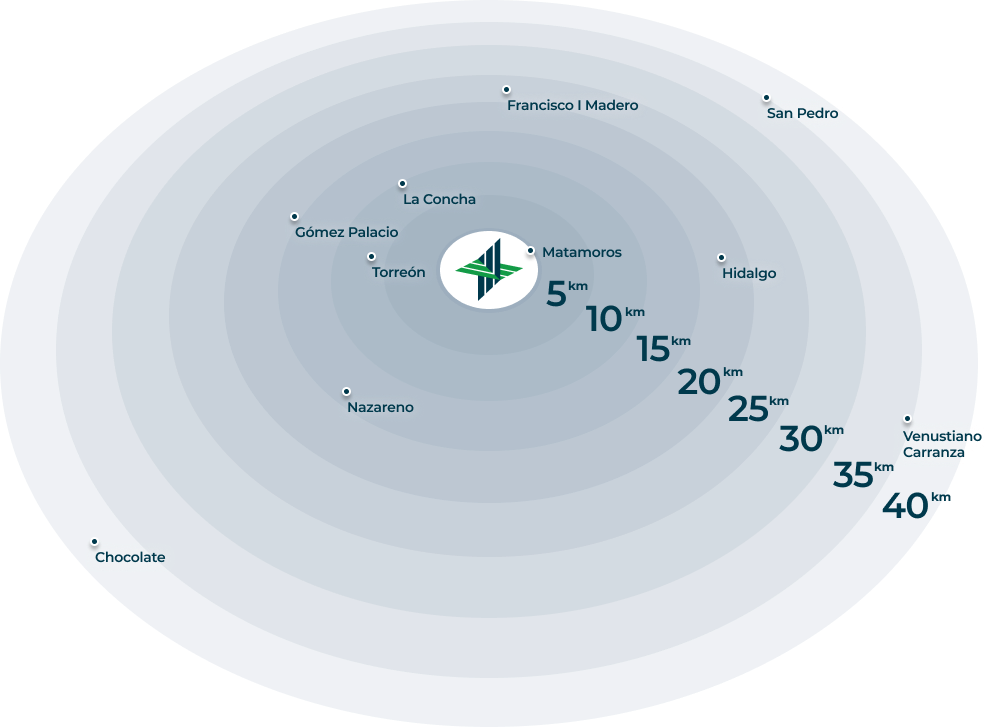 Francisco I Madero
San Pedro
La Concha
Gómez Palacio
Matamoros
Torreón
Hidalgo
5 km
10 km
15 km
20 km
25 km
Nazareno
30 km
Venustiano
Carranza
35 km
40 km
Chocolate